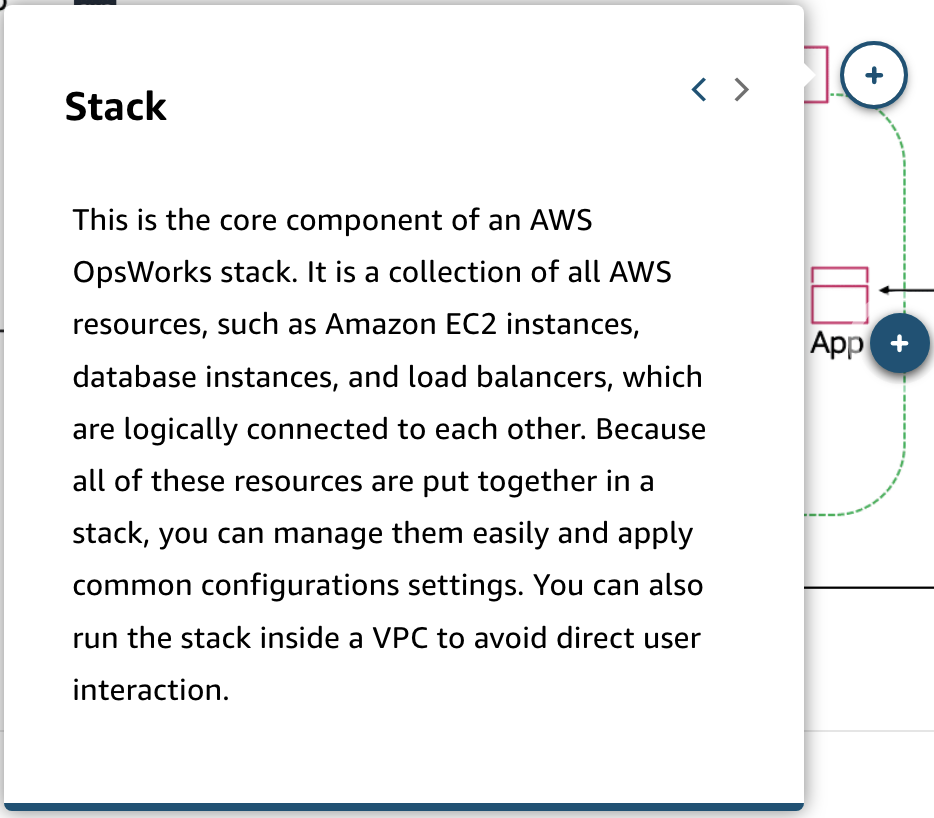 Stack
This is the core component of an AWS
OpsWorks stack. It is a collection of all AWS
resources, such as Amazon EC2 instances,
database instances, and load balancers, which
are logically connected to each other. Because
all of these resources are put together in a
stack, you can manage them easily and apply
common configurations settings. You can also
run the stack inside a VPC to avoid direct user
interaction.
App